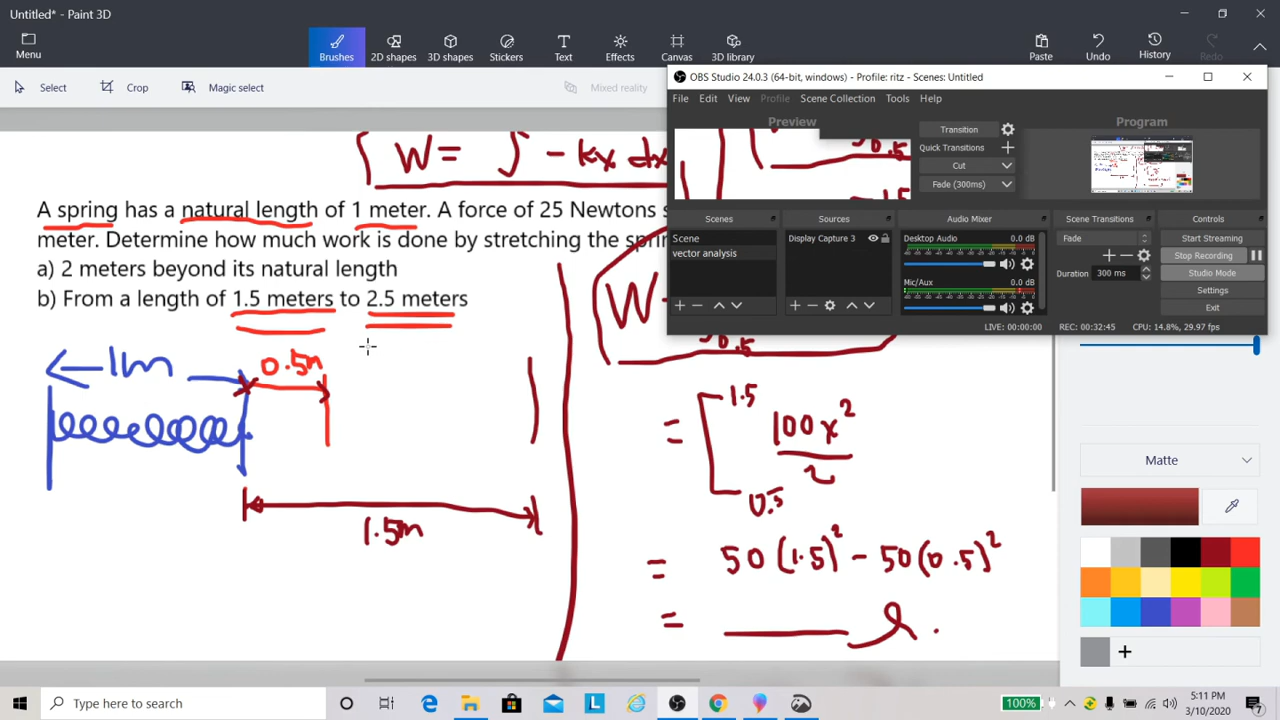 Untitled* - Paint 3D
Menu
Brushes
2D shapes
3D shapes
Stickers
Text
Effects
Canvas
3D library
Paste
Undo
History
Redo
Select
Crop
Magic select
Mixed reality
OBS Studio 24.0.3 (64-bit, windows) - Profile: ritz - Scenes: Untitled
File Edit View Profile Scene Collection Tools Help
Preview
Transition
Quick Transitions
Cut
Fade (300ms)
Program
Scenes
Scene
vector analysis
Sources
Display Capture 3
Audio Mixer
Desktop Audio 0.0 dB
Mic/Aux 0.0 dB
Scene Transitions
Fade
Duration 300 ms
Controls
Start Streaming
Stop Recording
Studio Mode
Settings
Exit
LIVE: 00:00:00 REC: 00:32:45 CPU: 14.8%, 29.97 fps
W = ∫ - kx dx
A spring has a natural length of 1 meter. A force of 25 Newtons
meter. Determine how much work is done by stretching the
a) 2 meters beyond its natural length
b) From a length of 1.5 meters to 2.5 meters
1m
0.5m
1.5m
W
0.5
= [ 1.5 100x² / 2
0.5
= 50(1.5)² - 50(0.5)²
=
Matte
Type here to search
100%
5:11 PM
3/10/2020
7